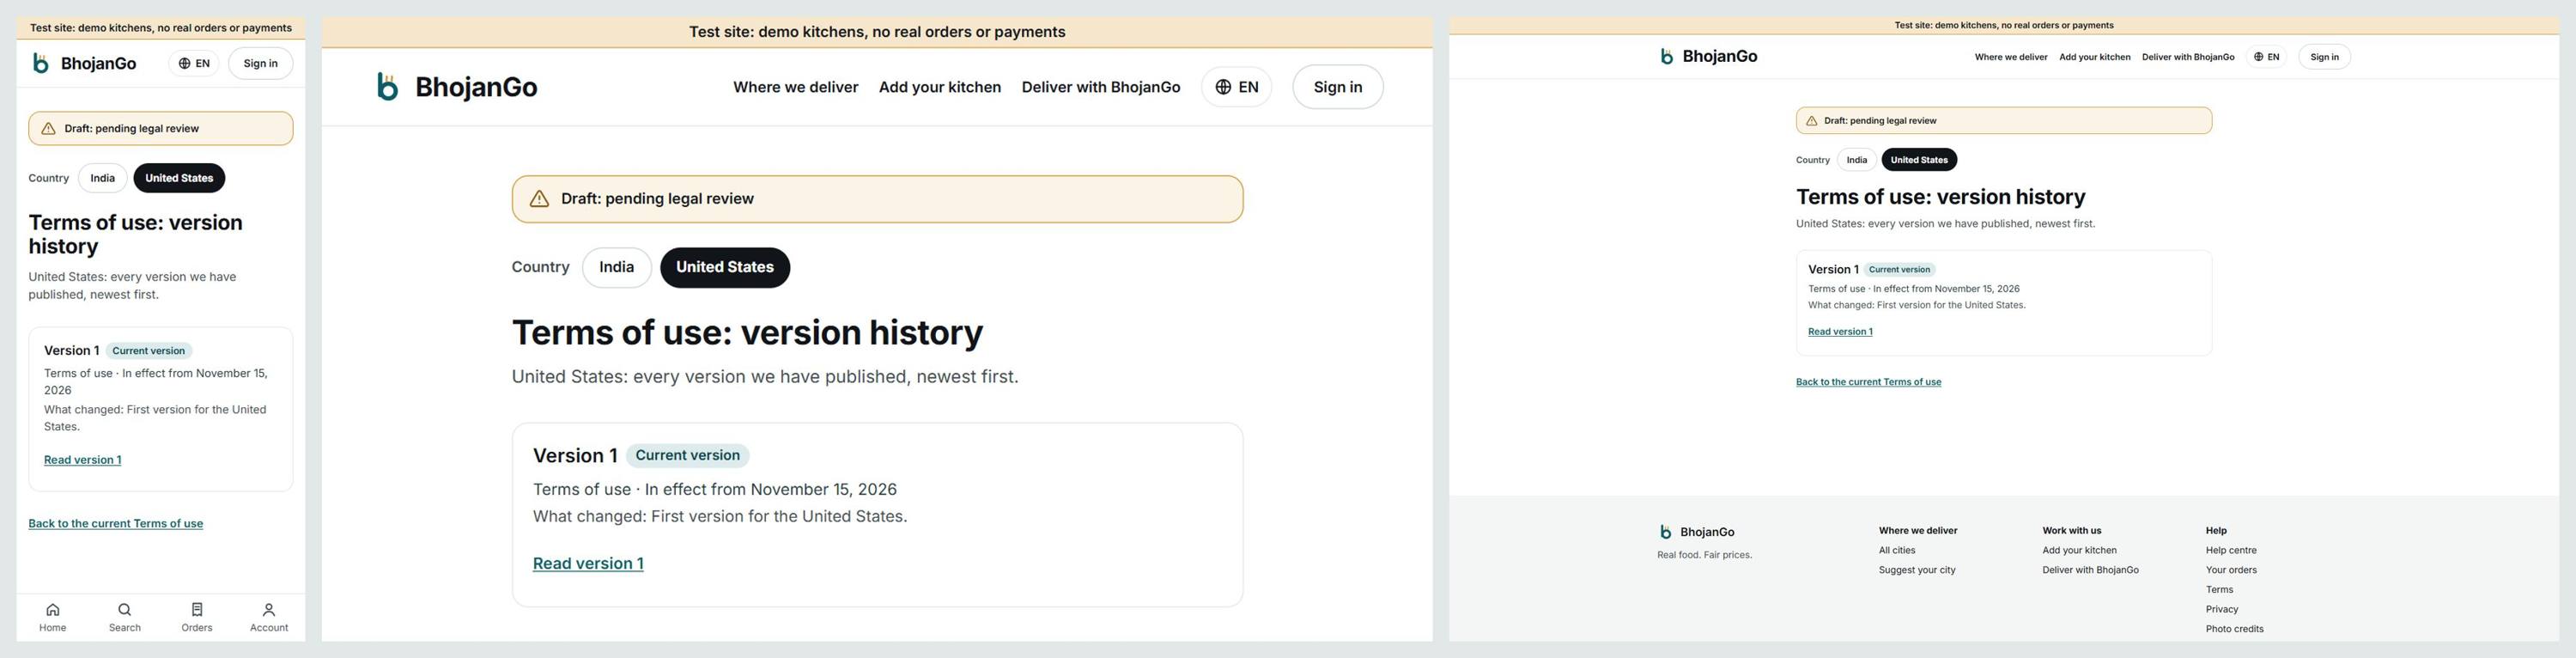 Test site: demo kitchens, no real orders or payments
BhojanGo
EN
Sign in
Draft: pending legal review
Country
India
United States
Terms of use: version
history
United States: every version we have
published, newest first.
Version 1
Current version
Terms of use · In effect from November 15,
2026
What changed: First version for the United
States.
Read version 1
Back to the current Terms of use
Home
Search
Orders
Account
Test site: demo kitchens, no real orders or payments
BhojanGo
Where we deliver
Add your kitchen
Deliver with BhojanGo
EN
Sign in
Draft: pending legal review
Country
India
United States
Terms of use: version history
United States: every version we have published, newest first.
Version 1
Current version
Terms of use · In effect from November 15, 2026
What changed: First version for the United States.
Read version 1
Test site: demo kitchens, no real orders or payments
BhojanGo
Where we deliver
Add your kitchen
Deliver with BhojanGo
EN
Sign in
Draft: pending legal review
Country
India
United States
Terms of use: version history
United States: every version we have published, newest first.
Version 1
Current version
Terms of use · In effect from November 15, 2026
What changed: First version for the United States.
Read version 1
Back to the current Terms of use
BhojanGo
Real food. Fair prices.
Where we deliver
All cities
Suggest your city
Work with us
Add your kitchen
Deliver with BhojanGo
Help
Help centre
Your orders
Terms
Privacy
Photo credits